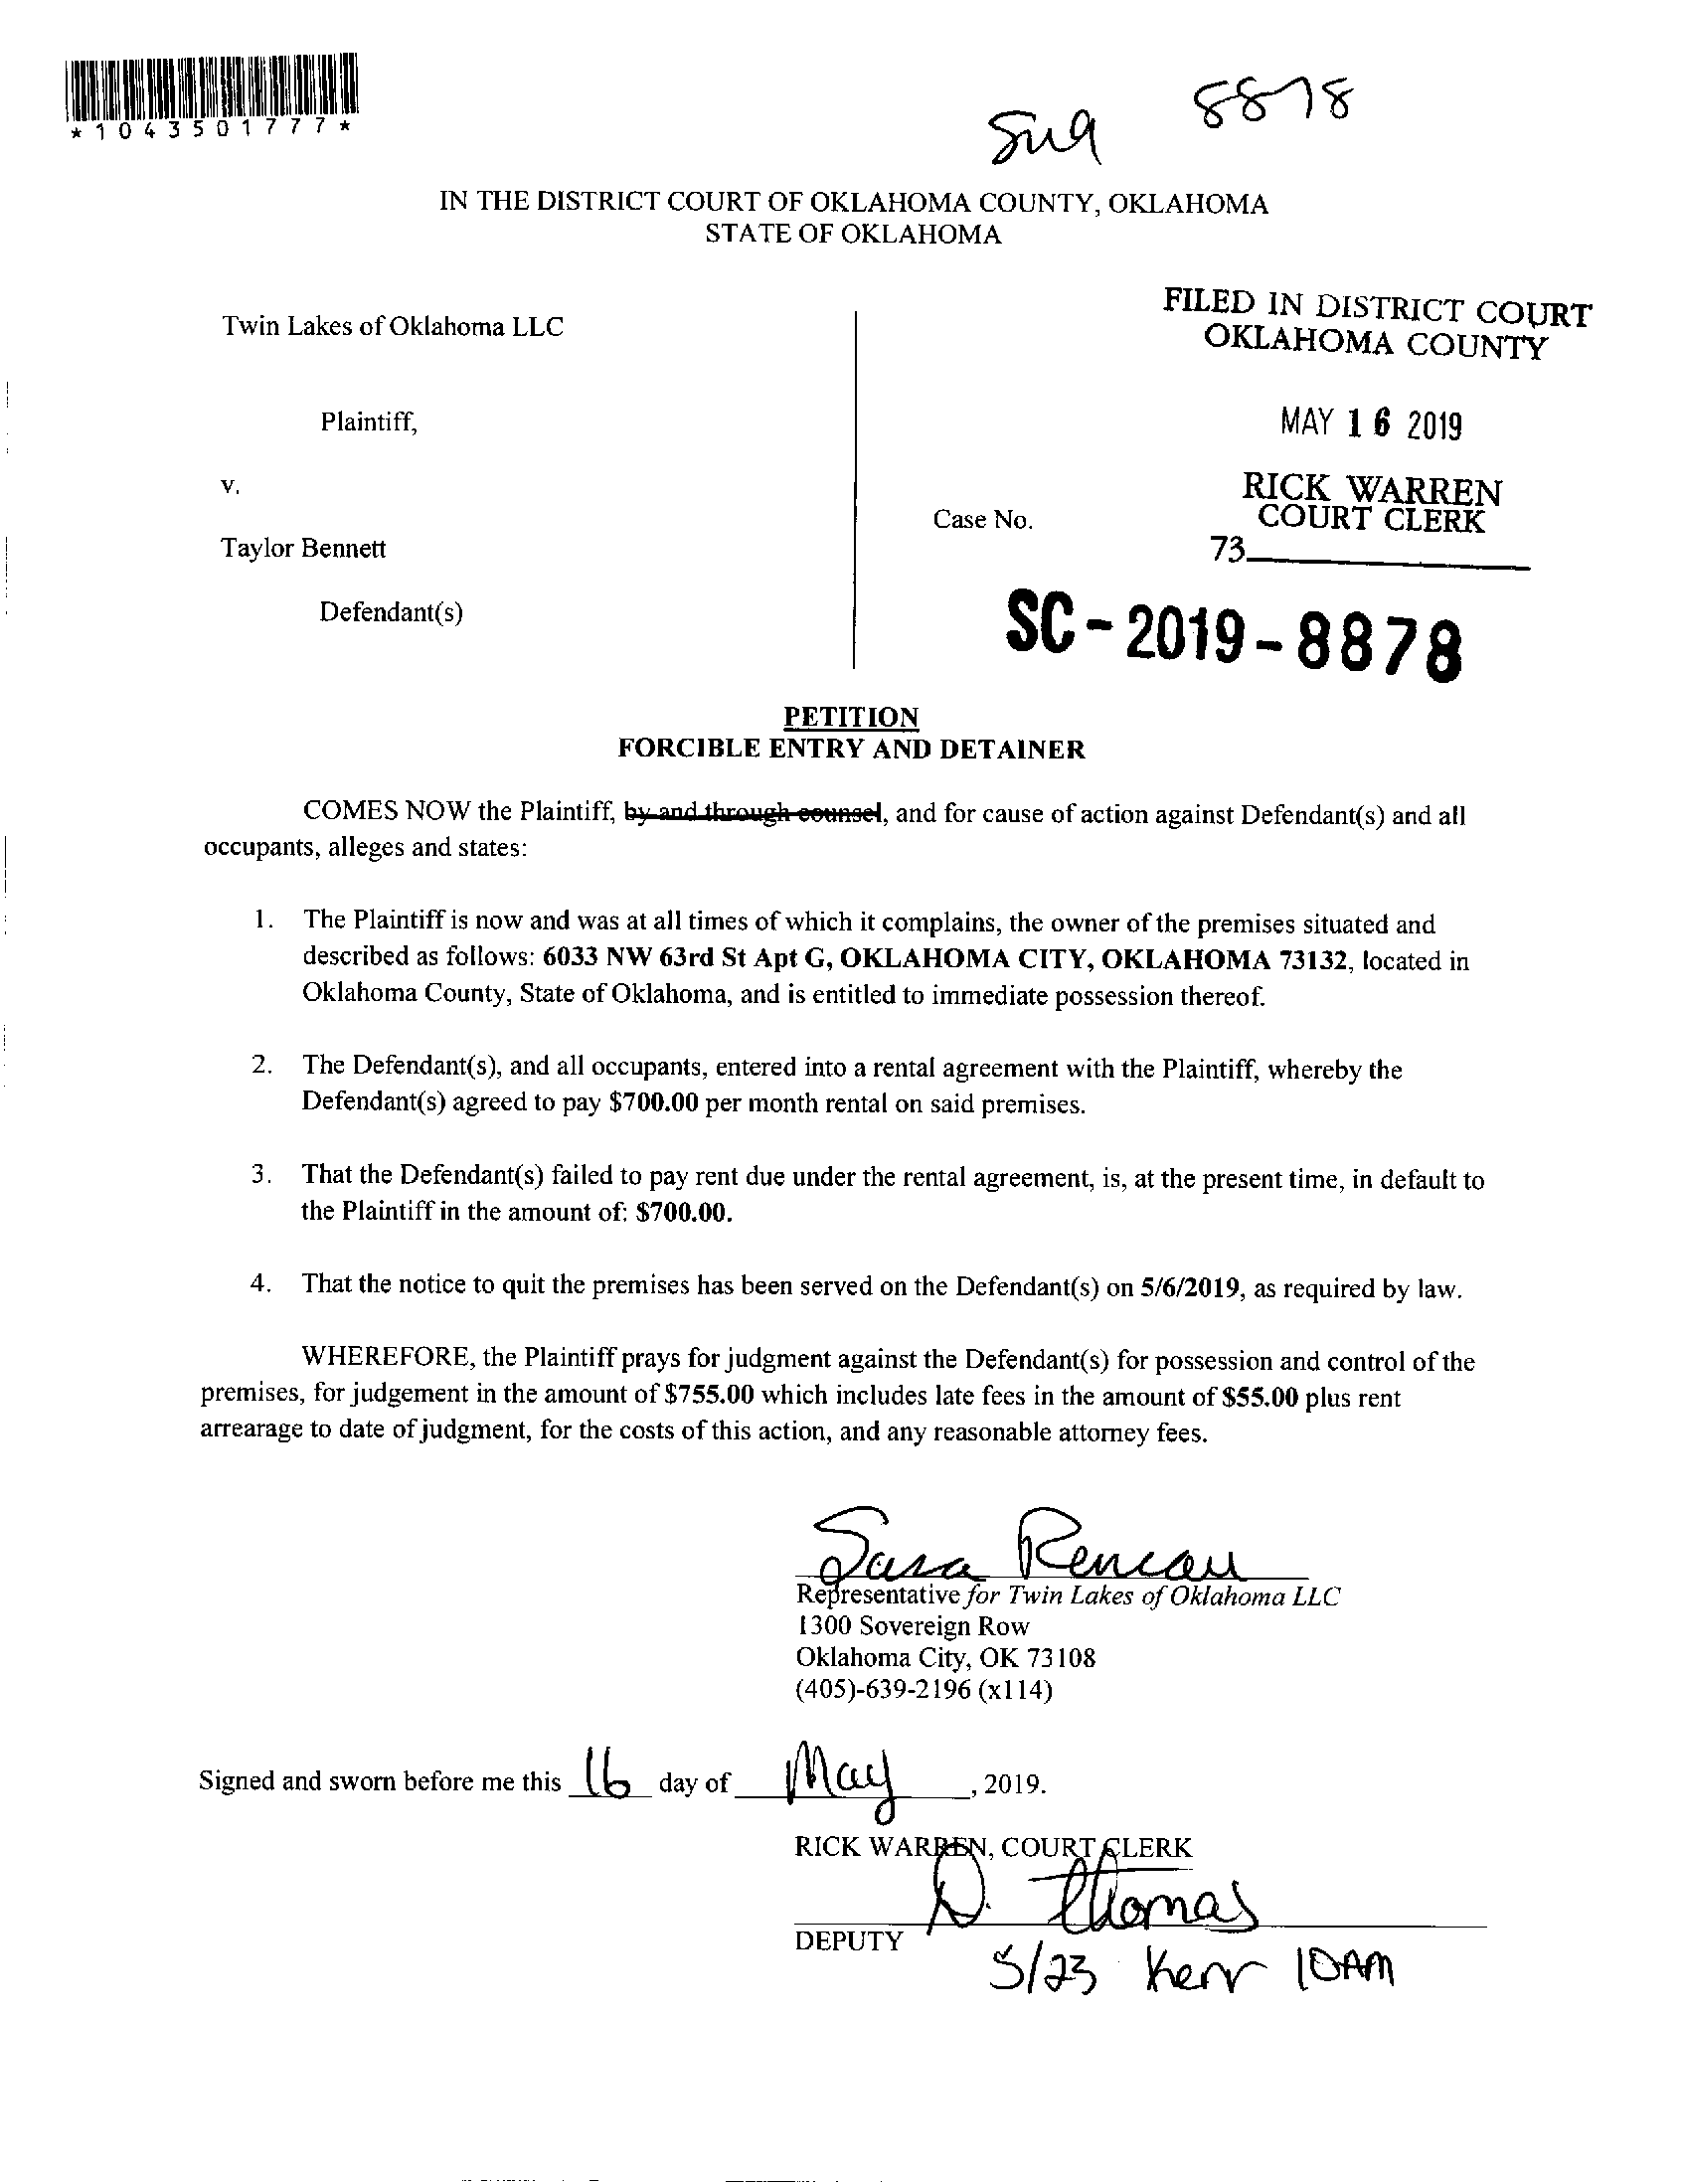 *1043501777*
8878
IN THE DISTRICT COURT OF OKLAHOMA COUNTY, OKLAHOMA
STATE OF OKLAHOMA
FILED IN DISTRICT COURT
OKLAHOMA COUNTY
Twin Lakes of Oklahoma LLC
Plaintiff,
MAY 16 2019
v.
RICK WARREN
COURT CLERK
Case No.
73
Taylor Bennett
Defendant(s)
SC-2019-8878
PETITION
FORCIBLE ENTRY AND DETAINER
COMES NOW the Plaintiff, by and through counsel, and for cause of action against Defendant(s) and all
occupants, alleges and states:
1. The Plaintiff is now and was at all times of which it complains, the owner of the premises situated and
described as follows: 6033 NW 63rd St Apt G, OKLAHOMA CITY, OKLAHOMA 73132, located in
Oklahoma County, State of Oklahoma, and is entitled to immediate possession thereof.
2. The Defendant(s), and all occupants, entered into a rental agreement with the Plaintiff, whereby the
Defendant(s) agreed to pay $700.00 per month rental on said premises.
3. That the Defendant(s) failed to pay rent due under the rental agreement, is, at the present time, in default to
the Plaintiff in the amount of: $700.00.
4. That the notice to quit the premises has been served on the Defendant(s) on 5/6/2019, as required by law.
WHEREFORE, the Plaintiff prays for judgment against the Defendant(s) for possession and control of the
premises, for judgement in the amount of $755.00 which includes late fees in the amount of $55.00 plus rent
arrearage to date of judgment, for the costs of this action, and any reasonable attorney fees.
Sara
Representative for Twin Lakes of Oklahoma LLC
1300 Sovereign Row
Oklahoma City, OK 73108
(405)-639-2196 (x114)
Signed and sworn before me this 16 day of May, 2019.
RICK WARREN, COURT CLERK
D. Thomas
DEPUTY
5/23 Kerr 10AM